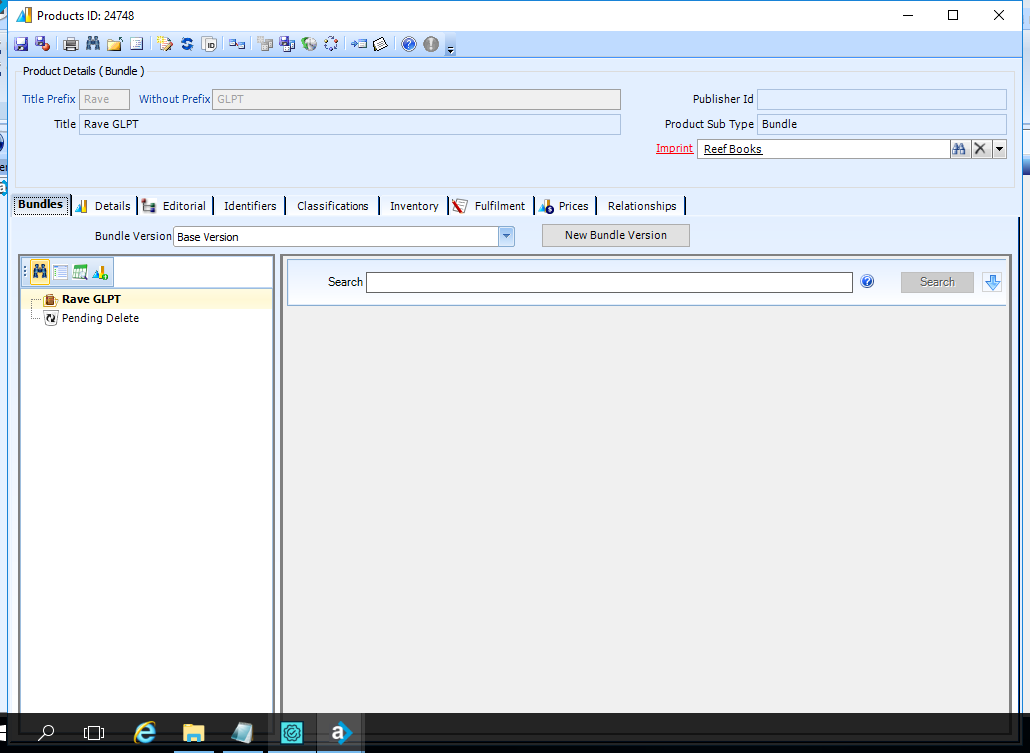 Products ID: 24748
Product Details ( Bundle )
Title Prefix Rave Without Prefix GLPT Publisher Id
Title Rave GLPT Product Sub Type Bundle
Imprint Reef Books
Bundles Details Editorial Identifiers Classifications Inventory Fulfilment Prices Relationships
Bundle Version Base Version New Bundle Version
Search Search
Rave GLPT
Pending Delete